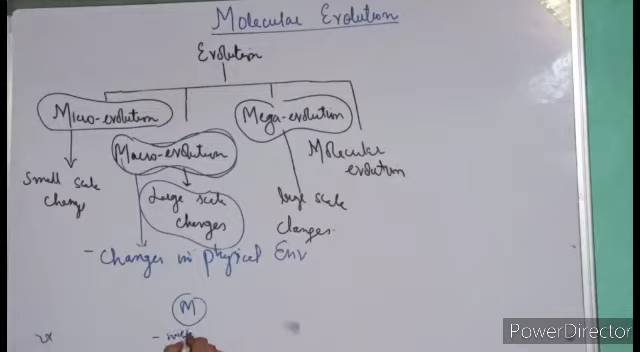 Molecular Evolution
Evolution
Micro-evolution
Mega-evolution
Macro-evolution
Molecular
evolution
Small scale
change
Large scale
changes
large scale
changes.
- Changes in physical Env
M
PowerDirector